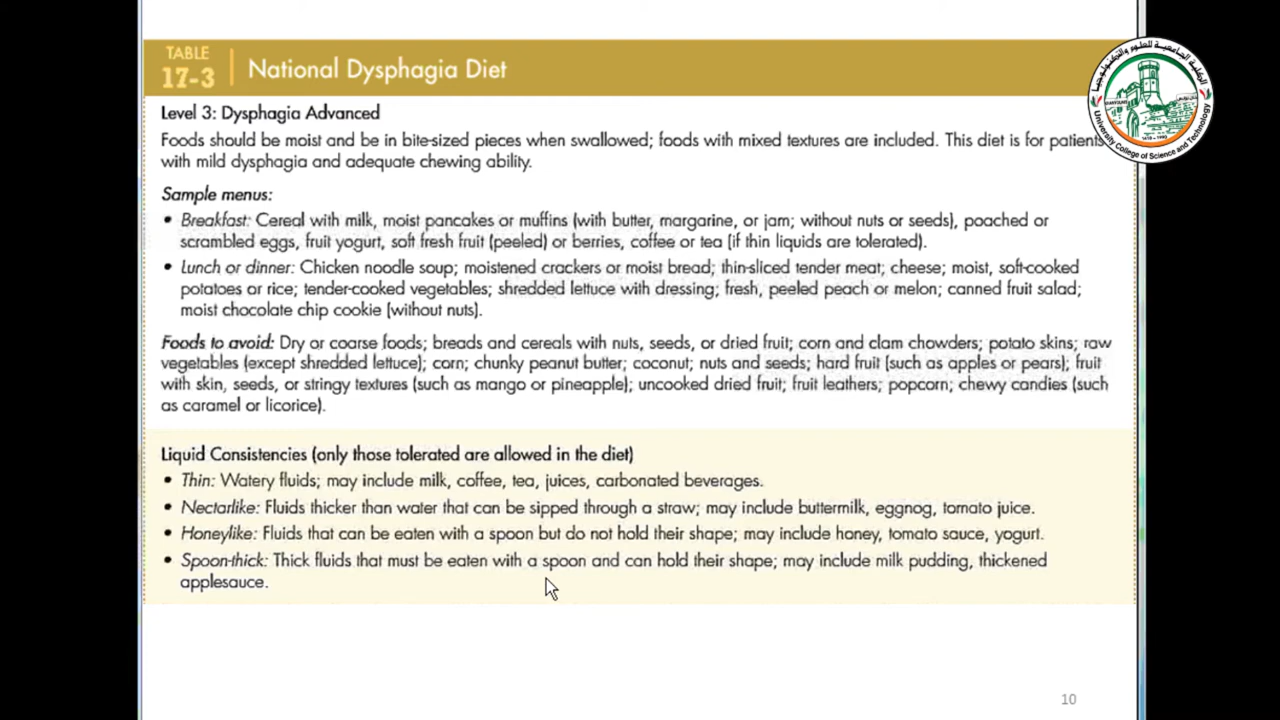 TABLE
17-3
National Dysphagia Diet
Level 3: Dysphagia Advanced
Foods should be moist and be in bite-sized pieces when swallowed; foods with mixed textures are included. This diet is for patients
with mild dysphagia and adequate chewing ability.
Sample menus:
• Breakfast: Cereal with milk, moist pancakes or muffins (with butter, margarine, or jam; without nuts or seeds), poached or
scrambled eggs, fruit yogurt, soft fresh fruit (peeled) or berries, coffee or tea (if thin liquids are tolerated).
• Lunch or dinner: Chicken noodle soup; moistened crackers or moist bread; thin-sliced tender meat; cheese; moist, soft-cooked
potatoes or rice; tender-cooked vegetables; shredded lettuce with dressing; fresh, peeled peach or melon; canned fruit salad;
moist chocolate chip cookie (without nuts).
Foods to avoid: Dry or coarse foods; breads and cereals with nuts, seeds, or dried fruit; corn and clam chowders; potato skins; raw
vegetables (except shredded lettuce); corn; chunky peanut butter; coconut; nuts and seeds; hard fruit (such as apples or pears); fruit
with skin, seeds, or stringy textures (such as mango or pineapple); uncooked dried fruit; fruit leathers; popcorn; chewy candies (such
as caramel or licorice).
Liquid Consistencies (only those tolerated are allowed in the diet)
• Thin: Watery fluids; may include milk, coffee, tea, juices, carbonated beverages.
• Nectarlike: Fluids thicker than water that can be sipped through a straw; may include buttermilk, eggnog, tomato juice.
• Honeylike: Fluids that can be eaten with a spoon but do not hold their shape; may include honey, tomato sauce, yogurt.
• Spoon-thick: Thick fluids that must be eaten with a spoon and can hold their shape; may include milk pudding, thickened
applesauce.
10
الكلية الجامعية للعلوم والتكنولوجيا
University College of Science and Technology